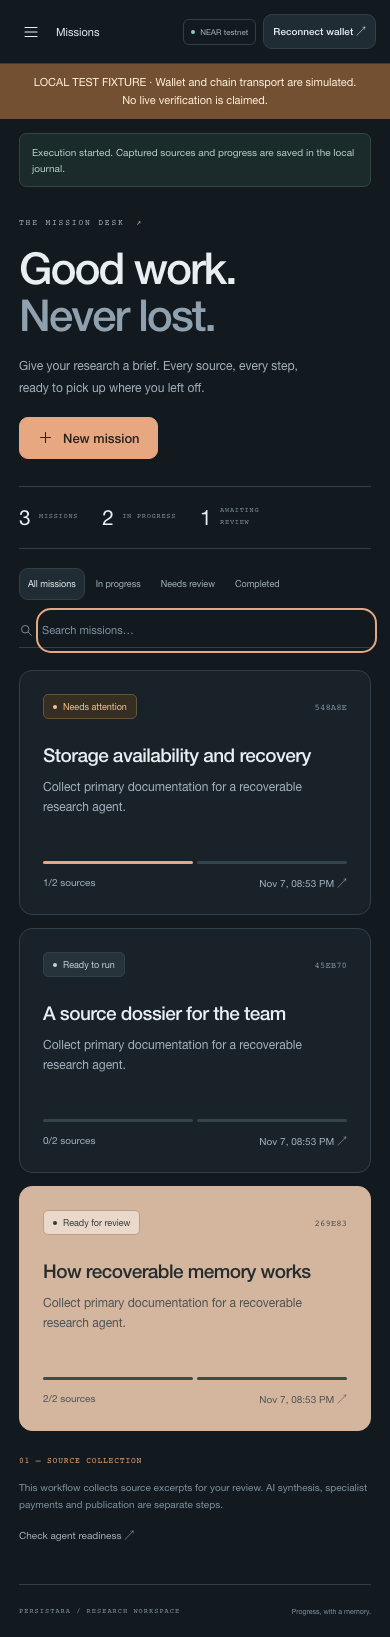 Missions
NEAR testnet
Reconnect wallet ↗
LOCAL TEST FIXTURE · Wallet and chain transport are simulated.
No live verification is claimed.
Execution started. Captured sources and progress are saved in the local
journal.
THE MISSION DESK ↗
Good work.
Never lost.
Give your research a brief. Every source, every step,
ready to pick up where you left off.
+ New mission
3 MISSIONS
2 IN PROGRESS
1 AWAITING
REVIEW
All missions
In progress
Needs review
Completed
Search missions...
Needs attention
548A8E
Storage availability and recovery
Collect primary documentation for a recoverable
research agent.
1/2 sources
Nov 7, 08:53 PM ↗
Ready to run
45EB70
A source dossier for the team
Collect primary documentation for a recoverable
research agent.
0/2 sources
Nov 7, 08:53 PM ↗
Ready for review
269E83
How recoverable memory works
Collect primary documentation for a recoverable
research agent.
2/2 sources
Nov 7, 08:53 PM ↗
01 — SOURCE COLLECTION
This workflow collects source excerpts for your review. AI synthesis, specialist
payments and publication are separate steps.
Check agent readiness ↗
PERSISTARA / RESEARCH WORKSPACE
Progress, with a memory.